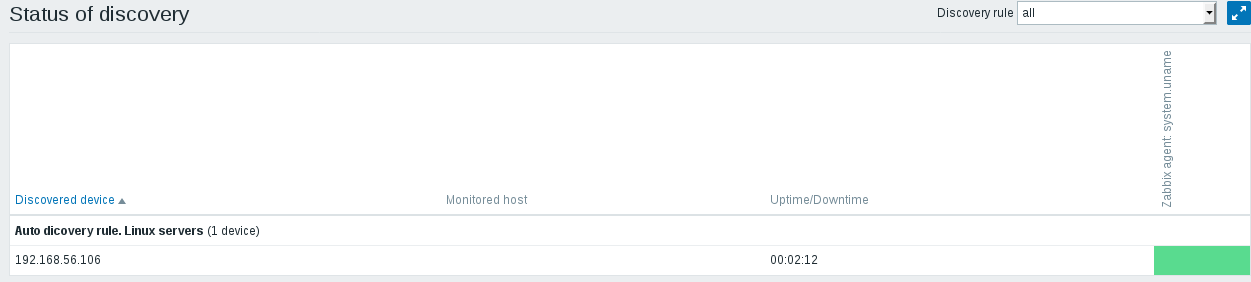 Status of discovery
Discovery rule all
Zabbix agent: system.uname
Discovered device Monitored host Uptime/Downtime
Auto dicovery rule. Linux servers (1 device)
192.168.56.106 00:02:12